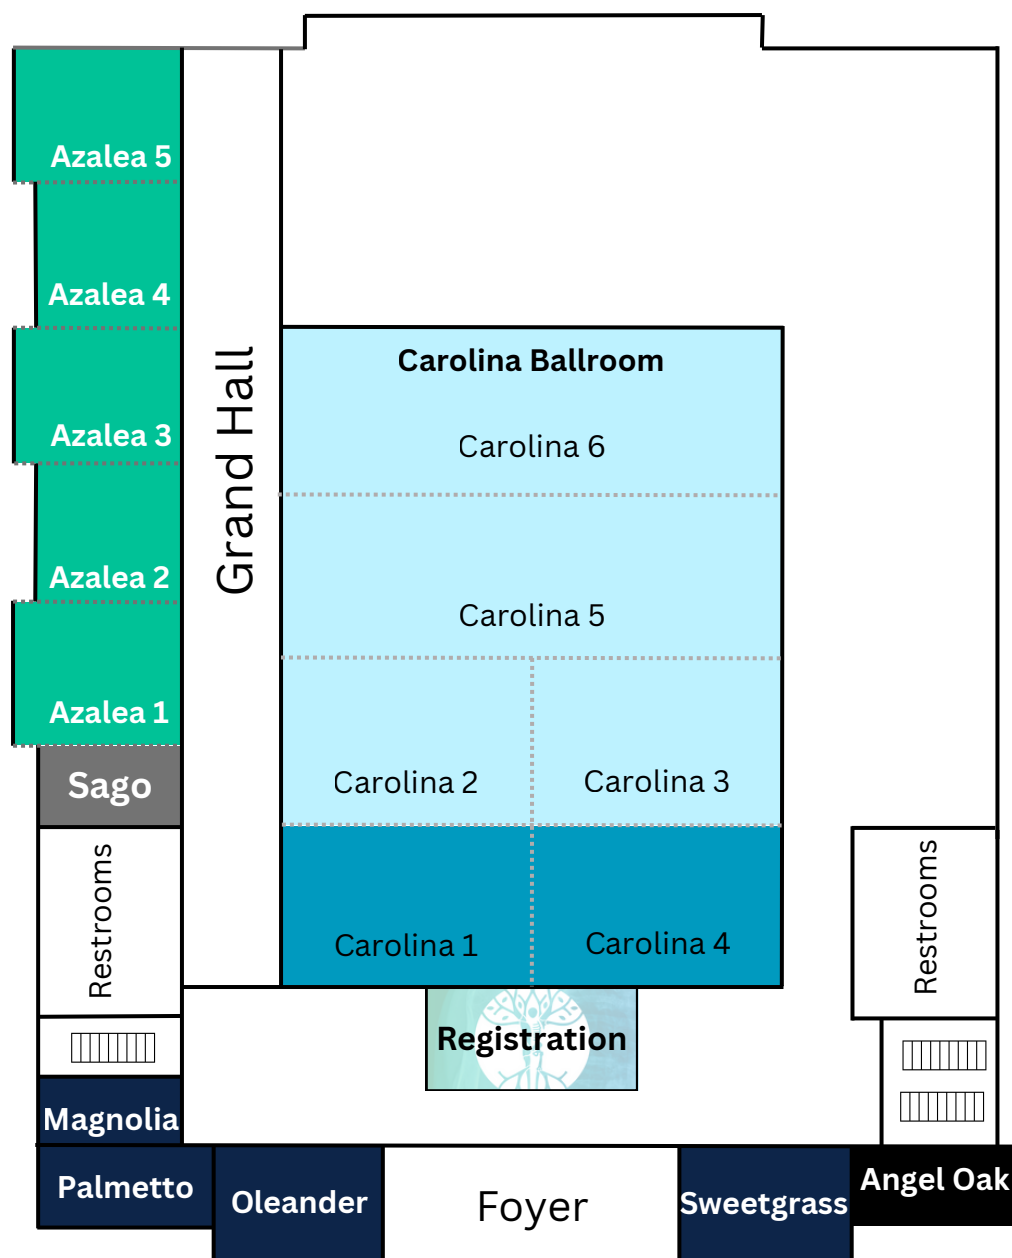 Azalea 5
Azalea 4
Azalea 3
Azalea 2
Azalea 1
Sago
Restrooms
Magnolia
Palmetto
Oleander
Grand Hall
Carolina Ballroom
Carolina 6
Carolina 5
Carolina 2
Carolina 3
Carolina 1
Carolina 4
Registration
Foyer
Restrooms
Sweetgrass
Angel Oak